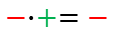 − · + = −